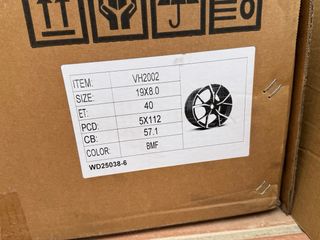 ITEM: VH2002
SIZE: 19X8.0
ET: 40
PCD: 5X112
CB: 57.1
COLOR: BMF
WD25038-6